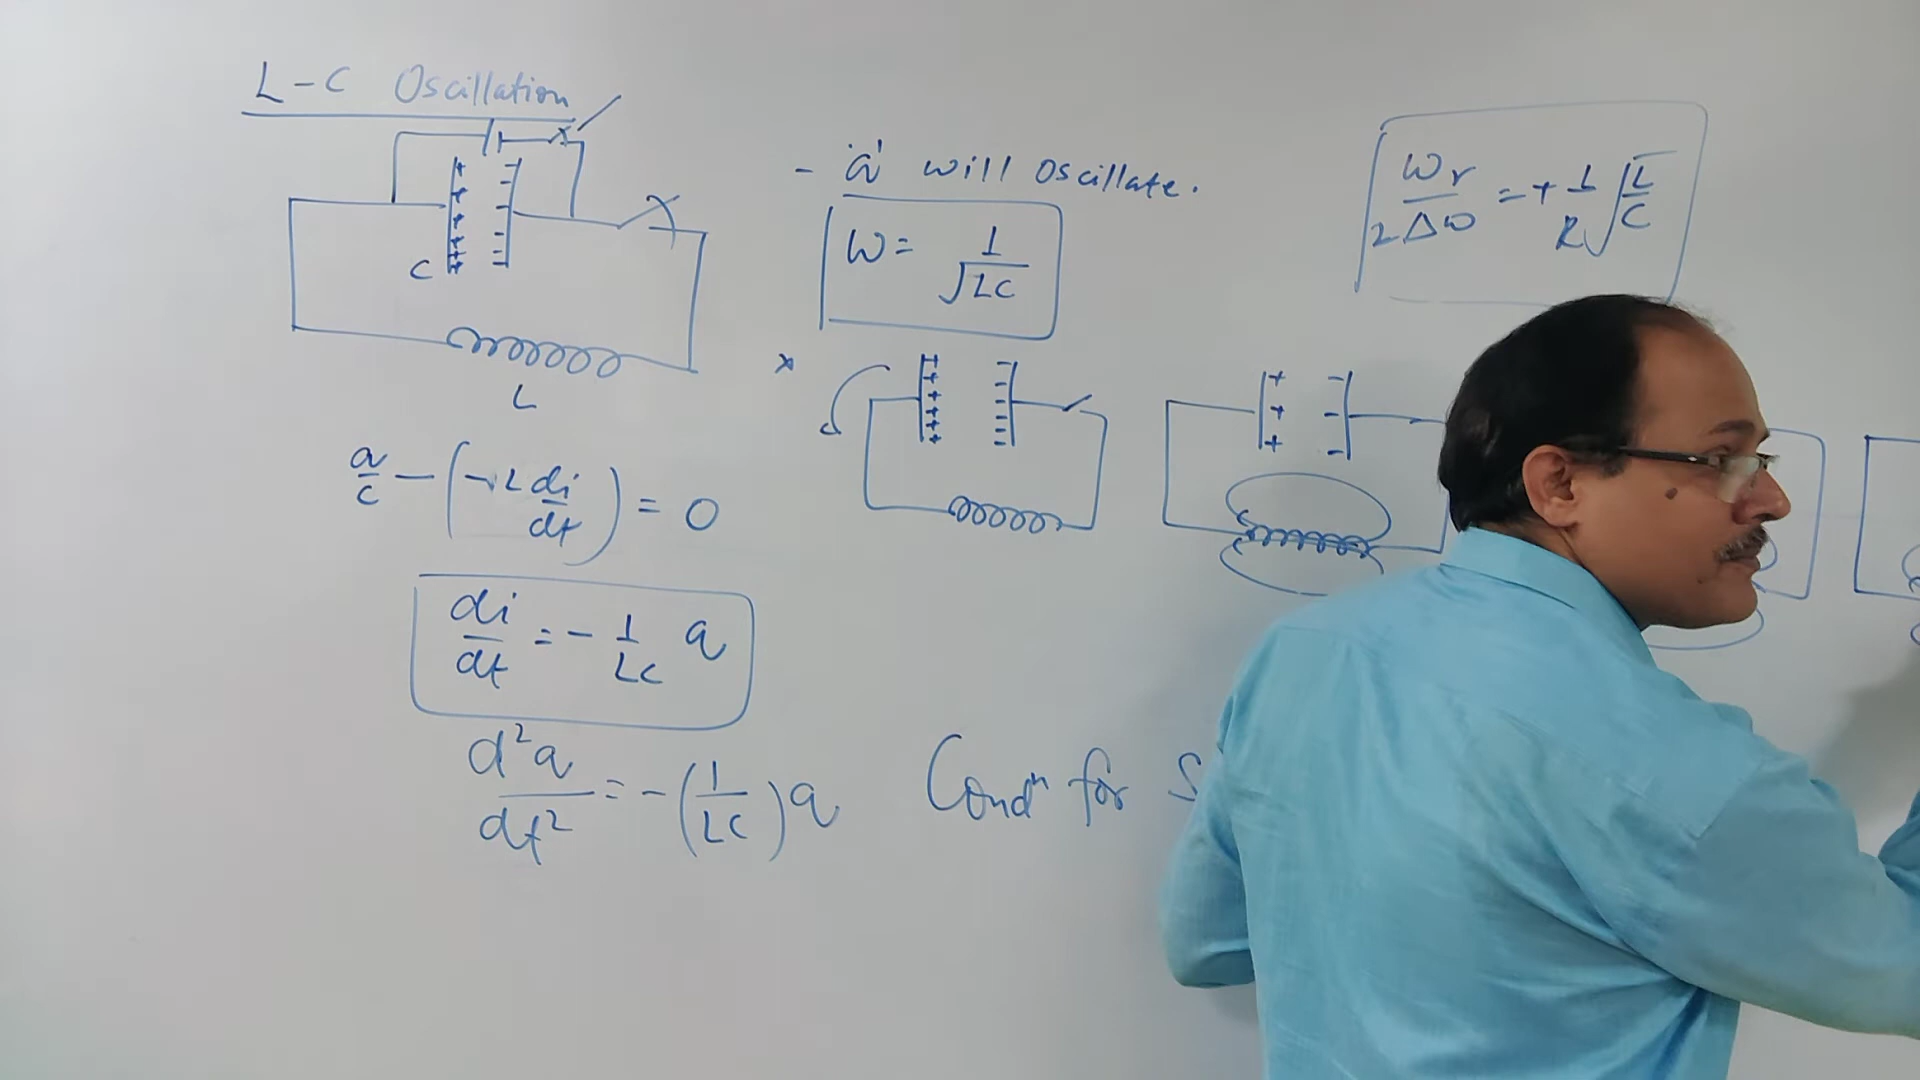 L-C Oscillation
C
L
q/c - (-L di/dt) = 0
di/dt = - 1/LC q
d²q/dt² = - (1/LC) q
Condⁿ for S
- 'q' will oscillate.
ω = 1/√LC
ωr/2Δω = + 1/R √L/C